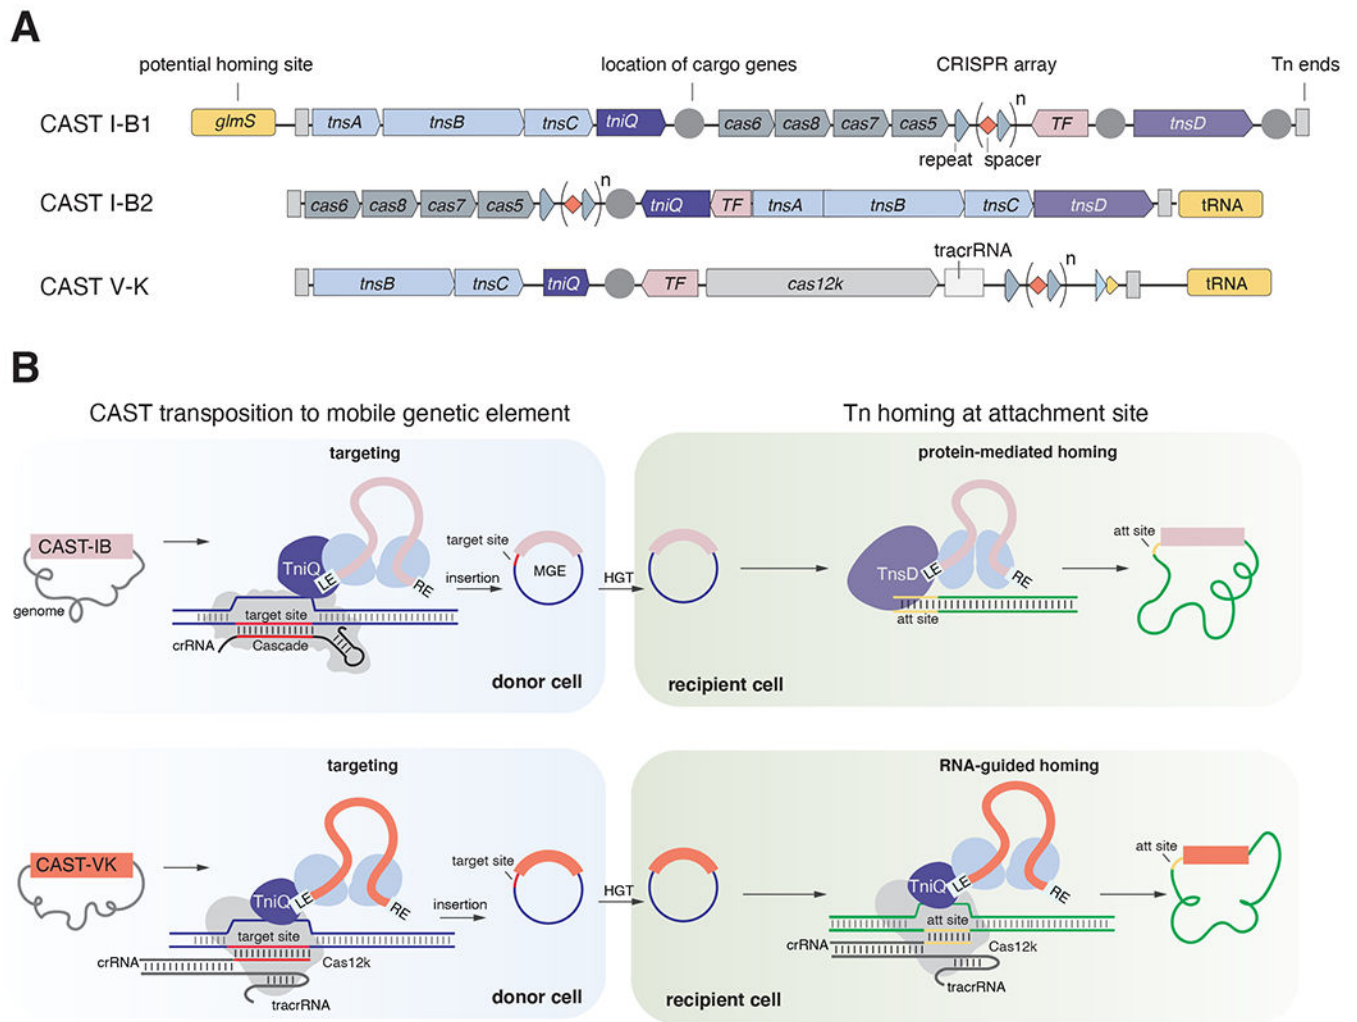 A
potential homing site
location of cargo genes
CRISPR array
Tn ends
CAST I-B1
glmS
tnsA
tnsB
tnsC
tniQ
cas6
cas8
cas7
cas5
n
TF
tnsD
repeat
spacer
CAST I-B2
cas6
cas8
cas7
cas5
n
tniQ
TF
tnsA
tnsB
tnsC
tnsD
tRNA
CAST V-K
tnsB
tnsC
tniQ
TF
cas12k
tracrRNA
n
tRNA
B
CAST transposition to mobile genetic element
Tn homing at attachment site
targeting
CAST-IB
genome
TniQ
LE
RE
target site
crRNA
Cascade
target site
insertion
MGE
HGT
donor cell
protein-mediated homing
TnsD
LE
RE
att site
att site
recipient cell
targeting
CAST-VK
TniQ
LE
RE
target site
crRNA
Cas12k
tracrRNA
target site
insertion
HGT
donor cell
RNA-guided homing
TniQ
LE
RE
att site
crRNA
Cas12k
tracrRNA
att site
recipient cell